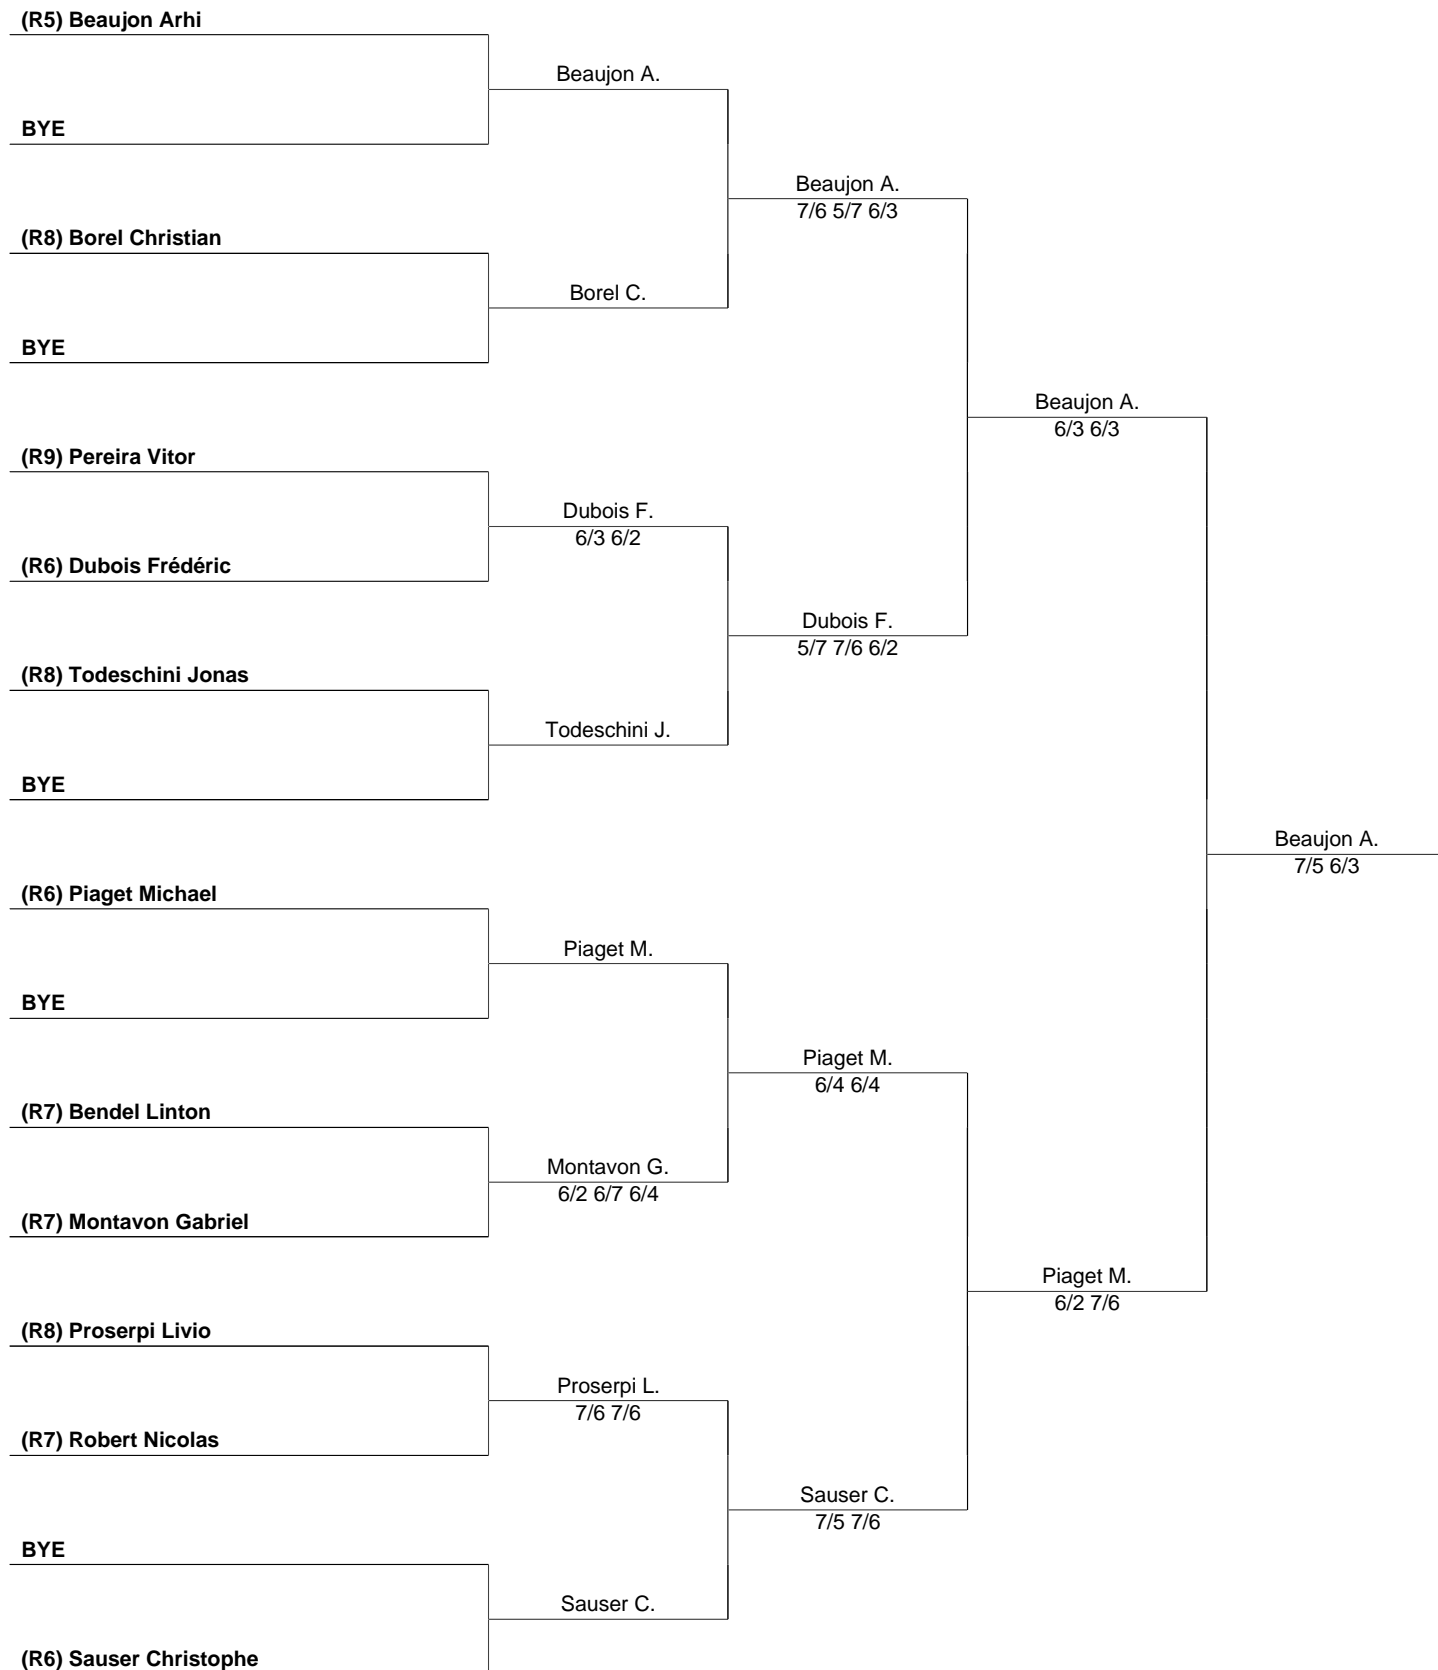 (R5) Beaujon Arhi
Beaujon A.
BYE
Beaujon A.
7/6 5/7 6/3
(R8) Borel Christian
Borel C.
BYE
Beaujon A.
6/3 6/3
(R9) Pereira Vitor
Dubois F.
6/3 6/2
(R6) Dubois Frédéric
Dubois F.
5/7 7/6 6/2
(R8) Todeschini Jonas
Todeschini J.
BYE
Beaujon A.
7/5 6/3
(R6) Piaget Michael
Piaget M.
BYE
Piaget M.
6/4 6/4
(R7) Bendel Linton
Montavon G.
6/2 6/7 6/4
(R7) Montavon Gabriel
Piaget M.
6/2 7/6
(R8) Proserpi Livio
Proserpi L.
7/6 7/6
(R7) Robert Nicolas
Sauser C.
7/5 7/6
BYE
Sauser C.
(R6) Sauser Christophe